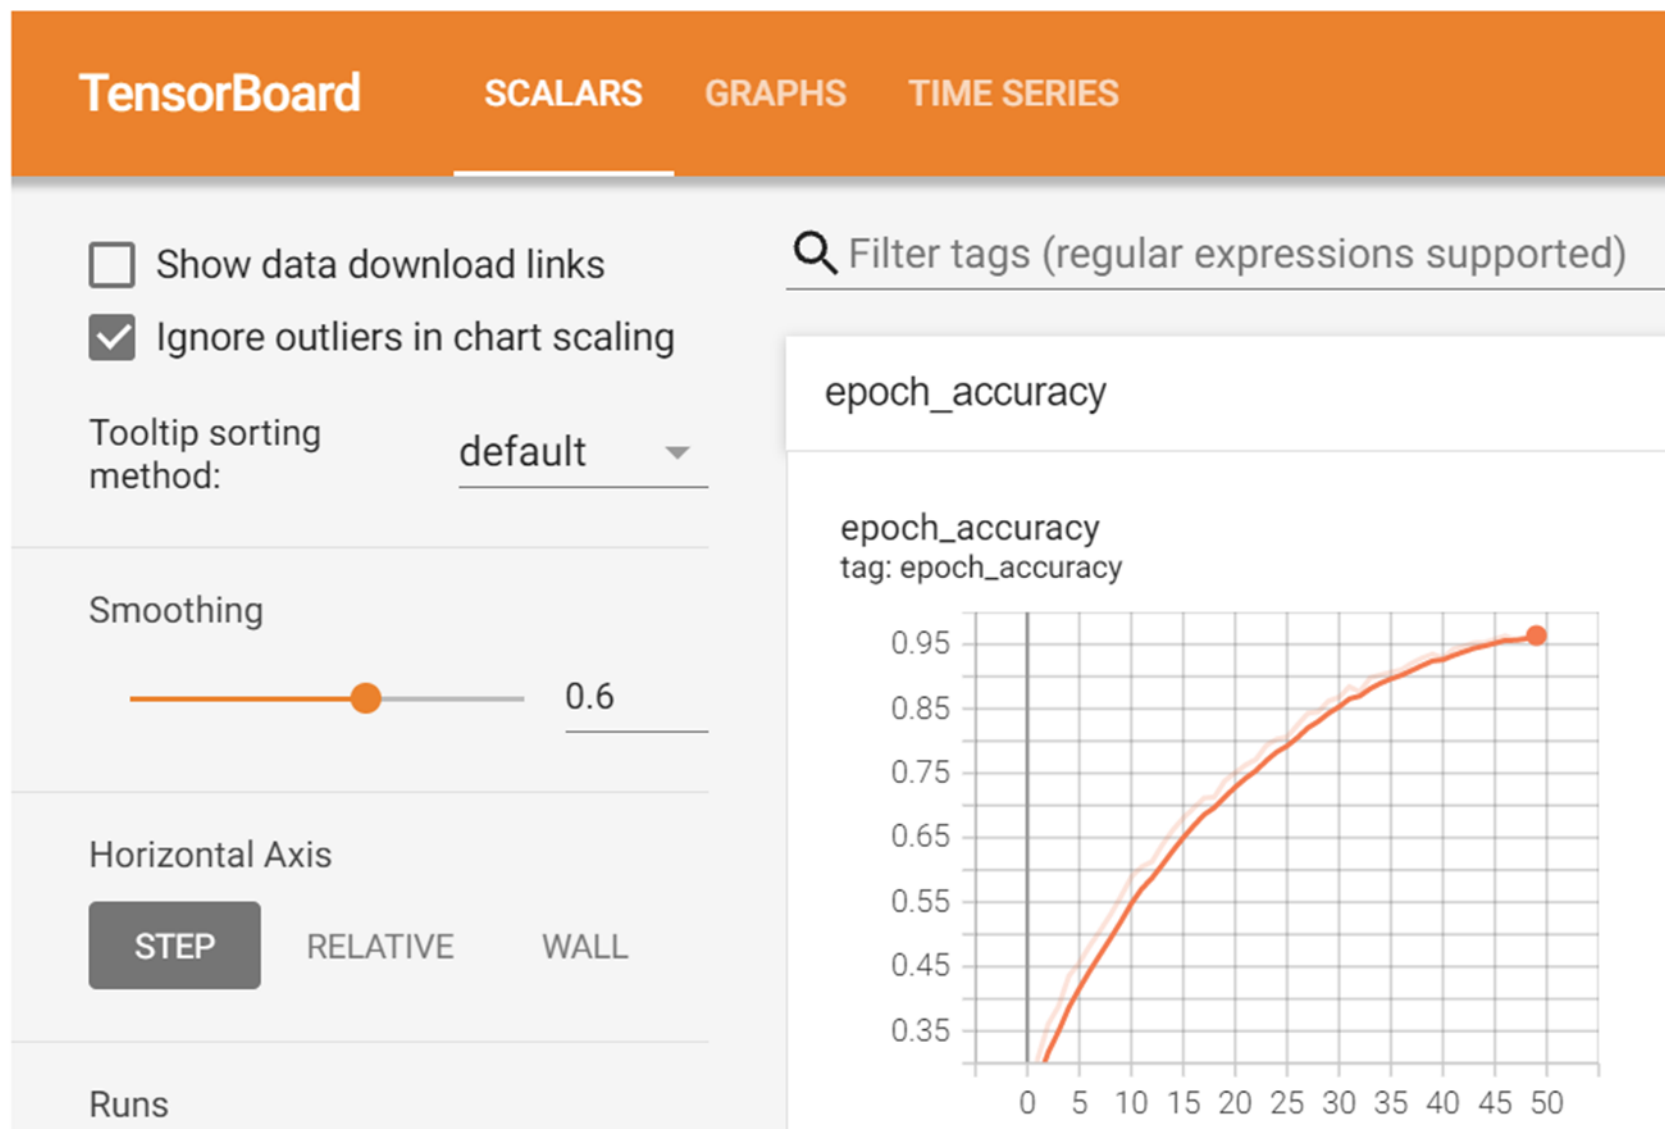 TensorBoard SCALARS GRAPHS TIME SERIES
Show data download links
Ignore outliers in chart scaling
Tooltip sorting
method:
default
Smoothing
0.6
Horizontal Axis
STEP RELATIVE WALL
Runs
Filter tags (regular expressions supported)
epoch_accuracy
epoch_accuracy
tag: epoch_accuracy
0.95
0.85
0.75
0.65
0.55
0.45
0.35
0 5 10 15 20 25 30 35 40 45 50